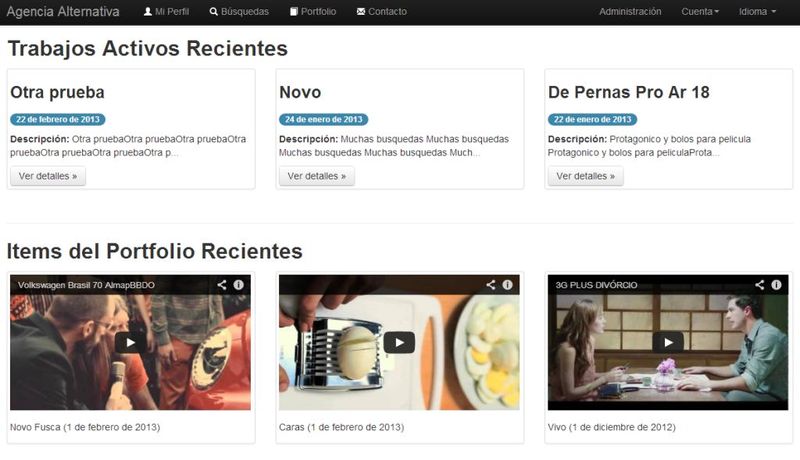 Agencia Alternativa Mi Perfil Búsquedas Portfolio Contacto Administración Cuenta Idioma
Trabajos Activos Recientes
Otra prueba
22 de febrero de 2013
Descripción: Otra pruebaOtra pruebaOtra pruebaOtra
pruebaOtra pruebaOtra pruebaOtra p...
Ver detalles »
Novo
24 de enero de 2013
Descripción: Muchas busquedas Muchas busquedas
Muchas busquedas Muchas busquedas Much...
Ver detalles »
De Pernas Pro Ar 18
22 de enero de 2013
Descripción: Protagonico y bolos para pelicula
Protagonico y bolos para peliculaProta...
Ver detalles »
Items del Portfolio Recientes
Volkswagen Brasil 70 AlmapBBDO
Novo Fusca (1 de febrero de 2013)
Caras (1 de febrero de 2013)
3G PLUS DIVÓRCIO
Vivo (1 de diciembre de 2012)